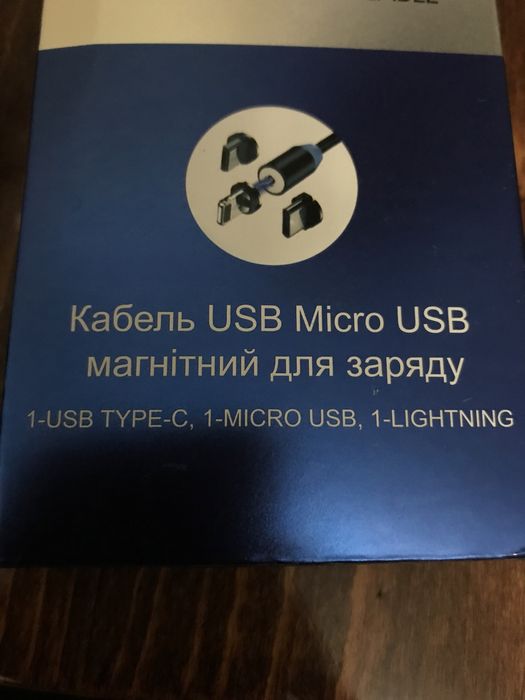 Кабель USB Micro USB
магнітний для заряду
1-USB TYPE-C, 1-MICRO USB, 1-LIGHTNING